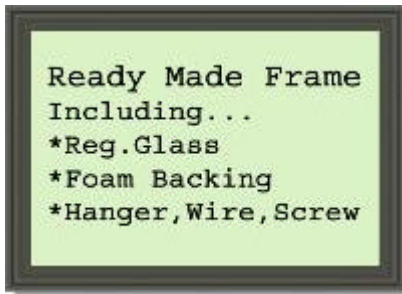 Ready Made Frame
Including...
*Reg.Glass
*Foam Backing
*Hanger,Wire,Screw